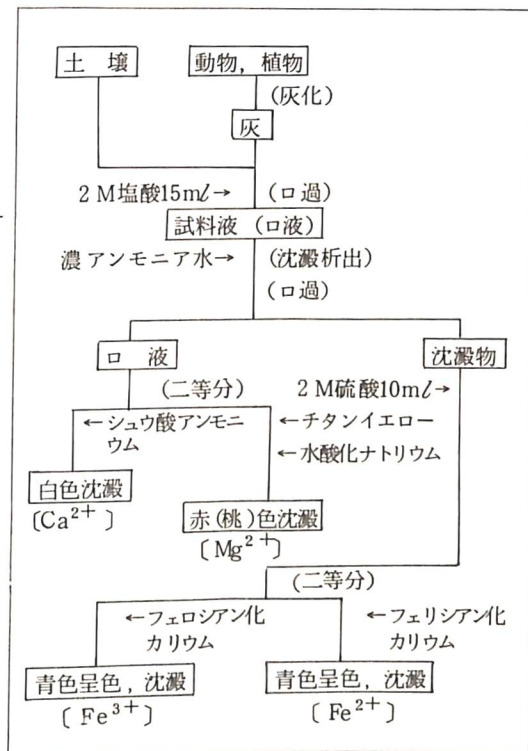 土 壌
動物, 植物
(灰化)
灰
2 M塩酸15mℓ→
(ロ過)
試料液 (ロ液)
濃アンモニア水→
(沈澱析出)
(ロ過)
ロ 液
沈澱物
(二等分)
2 M硫酸10mℓ→
←シュウ酸アンモニ
ウム
←チタンイエロー
←水酸化ナトリウム
白色沈澱
〔Ca²⁺〕
赤(桃)色沈澱
〔Mg²⁺〕
(二等分)
←フェロシアン化
カリウム
←フェリシアン化
カリウム
青色呈色, 沈澱
〔Fe³⁺〕
青色呈色, 沈澱
〔Fe²⁺〕